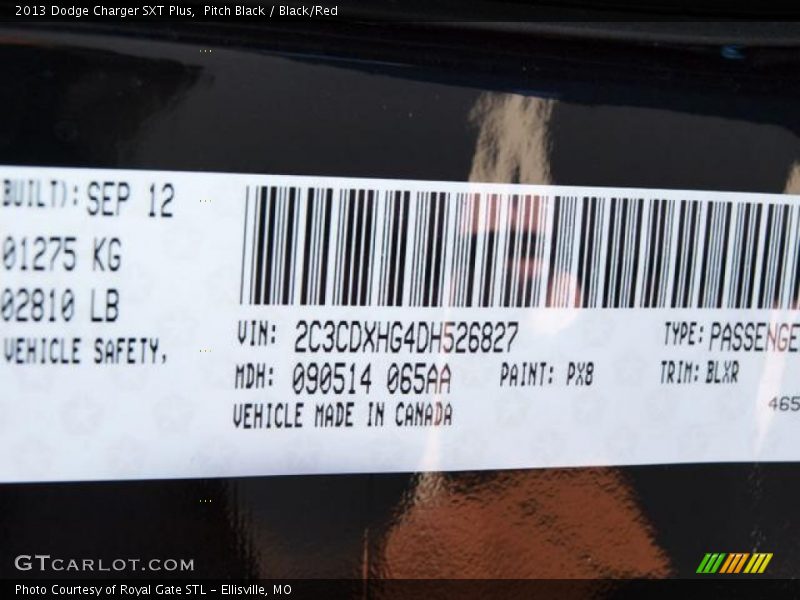 2013 Dodge Charger SXT Plus, Pitch Black / Black/Red
BUILT): SEP 12
01275 KG
02810 LB
VEHICLE SAFETY,
VIN: 2C3CDXHG4DH526827
TYPE: PASSENGE
MDH: 090514 065AA
PAINT: PX8
TRIM: BLXR
VEHICLE MADE IN CANADA
465
GTCARLOT.COM
Photo Courtesy of Royal Gate STL - Ellisville, MO